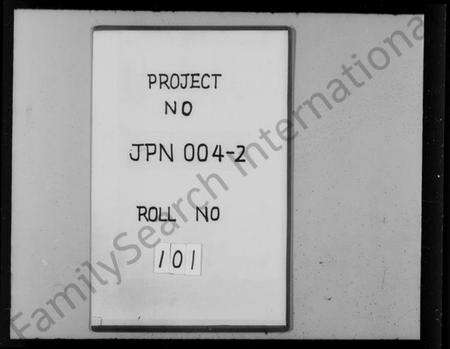 PROJECT
NO
JPN 004-2
ROLL NO
101
FamilySearch International